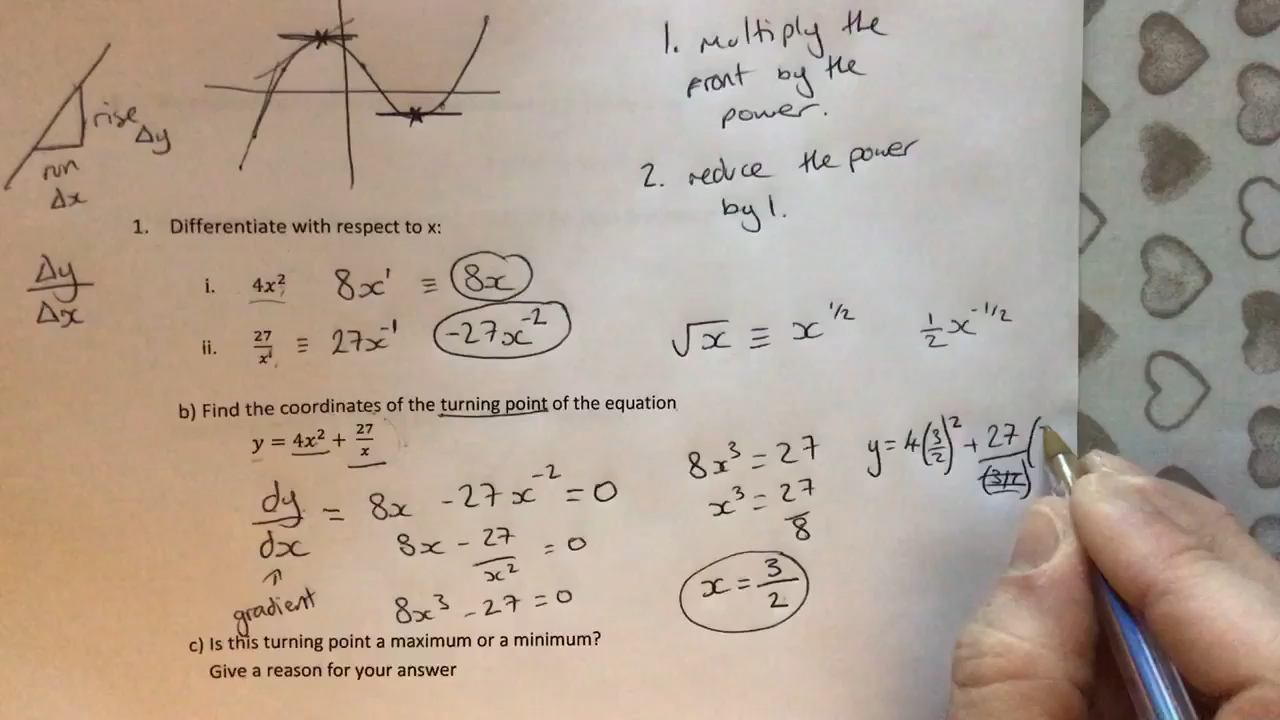 rise
Δy
run
Δx
Δy
Δx
1. Multiply the
front by the
power.
2. reduce the power
by 1.
1. Differentiate with respect to x:
i. 4x² 8x¹ ≡ 8x
ii. 27/x¹ ≡ 27x⁻¹ -27x⁻²
√x ≡ x^1/2 ½x^-1/2
b) Find the coordinates of the turning point of the equation
y = 4x² + 27/x
dy/dx = 8x - 27x⁻² = 0
8x - 27/x² = 0
8x³ - 27 = 0
gradient
8x³ = 27
x³ = 27/8
x = 3/2
y = 4(3/2)² + 27/(3/2) (
c) Is this turning point a maximum or a minimum?
Give a reason for your answer